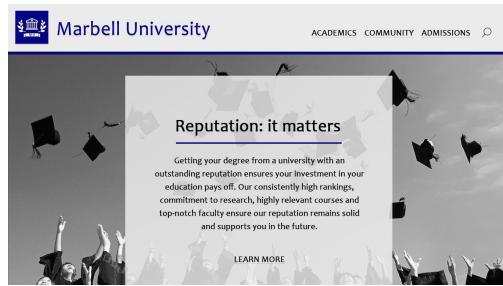 Marbell University
ACADEMICS COMMUNITY ADMISSIONS
Reputation: it matters
Getting your degree from a university with an
outstanding reputation ensures your investment in your
education pays off. Our consistently high rankings,
commitment to research, highly relevant courses and
top-notch faculty ensure our reputation remains solid
and supports you in the future.
LEARN MORE